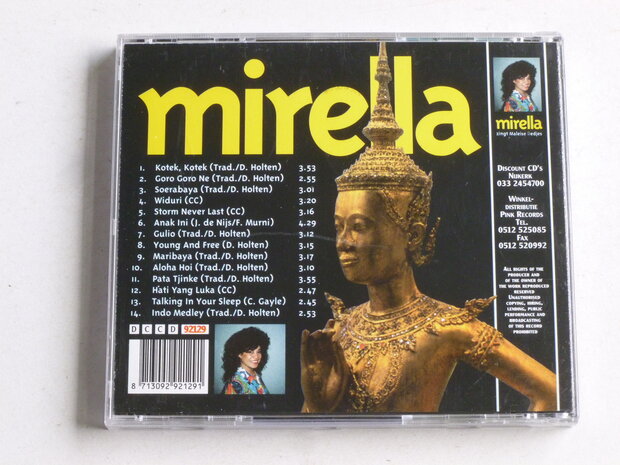 mirella
1. Kotek, Kotek (Trad./D. Holten) 3.53
2. Goro Goro Ne (Trad./D. Holten) 2.55
3. Soerabaya (Trad./D. Holten) 3.01
4. Widuri (CC) 3.20
5. Storm Never Last (CC) 3.16
6. Anak Ini (J. de Nijs/F. Murni) 4.29
7. Gulio (Trad./D. Holten) 3.12
8. Young And Free (D. Holten) 3.15
9. Maribaya (Trad./D. Holten) 3.17
10. Aloha Hoi (Trad./D. Holten) 3.10
11. Pata Tjinke (Trad./D. Holten) 3.55
12. Hati Yang Luka (CC) 2.47
13. Talking In Your Sleep (C. Gayle) 2.45
14. Indo Medley (Trad./D. Holten) 2.53
D C C D 92129
8 713092 921291
mirella
zingt Maleise liedjes
Discount CD's
Nijkerk
033 2454700
Winkel-
distributie
Pink Records
Tel.
0512 525085
Fax
0512 520992
All rights of the
producer and
of the owner of
the work reproduced
reserved
Unauthorised
copying, hiring,
lending, public
performance and
broadcasting
of this record
prohibited